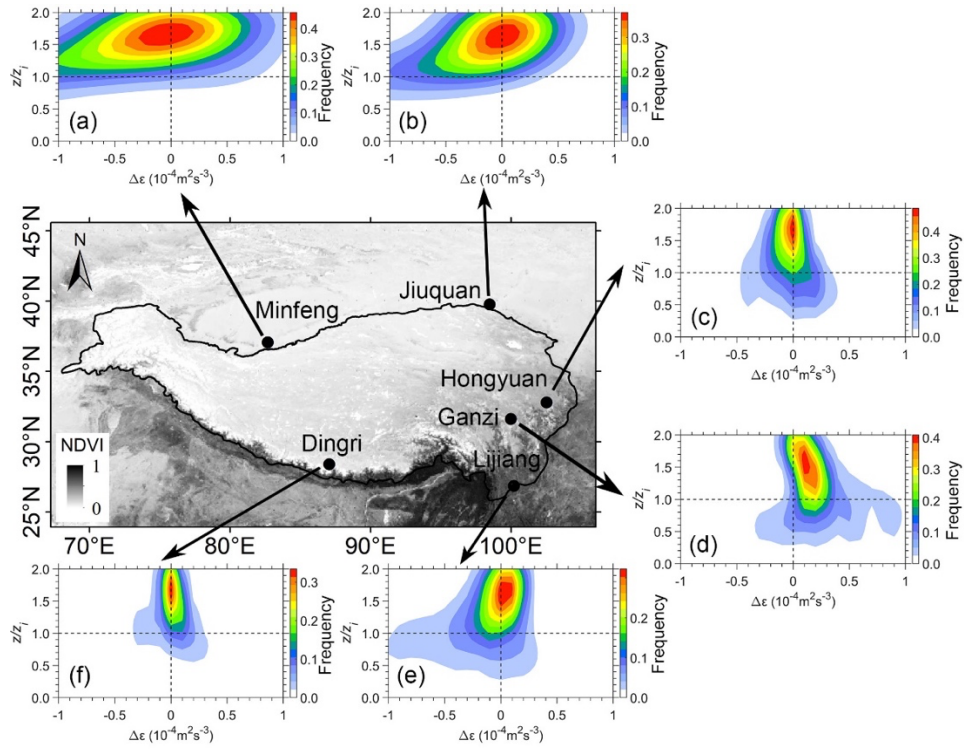 2.0
1.5
1.0
0.5
0.0
z/zi
(a)
-1 -0.5 0 0.5 1
Δε (10-4m2s-3)
0.4
0.3
0.2
0.1
0.0
Frequency
2.0
1.5
1.0
0.5
0.0
z/zi
(b)
-1 -0.5 0 0.5 1
Δε (10-4m2s-3)
0.3
0.2
0.1
0.0
Frequency
2.0
1.5
1.0
0.5
0.0
z/zi
(c)
-1 -0.5 0 0.5 1
Δε (10-4m2s-3)
0.4
0.3
0.2
0.1
0.0
Frequency
45°N
40°N
35°N
30°N
25°N
N
Minfeng
Jiuquan
Hongyuan
Ganzi
Dingri
Lijiang
NDVI
1
0
70°E 80°E 90°E 100°E
2.0
1.5
1.0
0.5
0.0
z/zi
(d)
-1 -0.5 0 0.5 1
Δε (10-4m2s-3)
0.4
0.3
0.2
0.1
0.0
Frequency
2.0
1.5
1.0
0.5
0.0
z/zi
(f)
-1 -0.5 0 0.5 1
Δε (10-4m2s-3)
0.3
0.2
0.1
0.0
Frequency
2.0
1.5
1.0
0.5
0.0
z/zi
(e)
-1 -0.5 0 0.5 1
Δε (10-4m2s-3)
0.2
0.1
0.0
Frequency